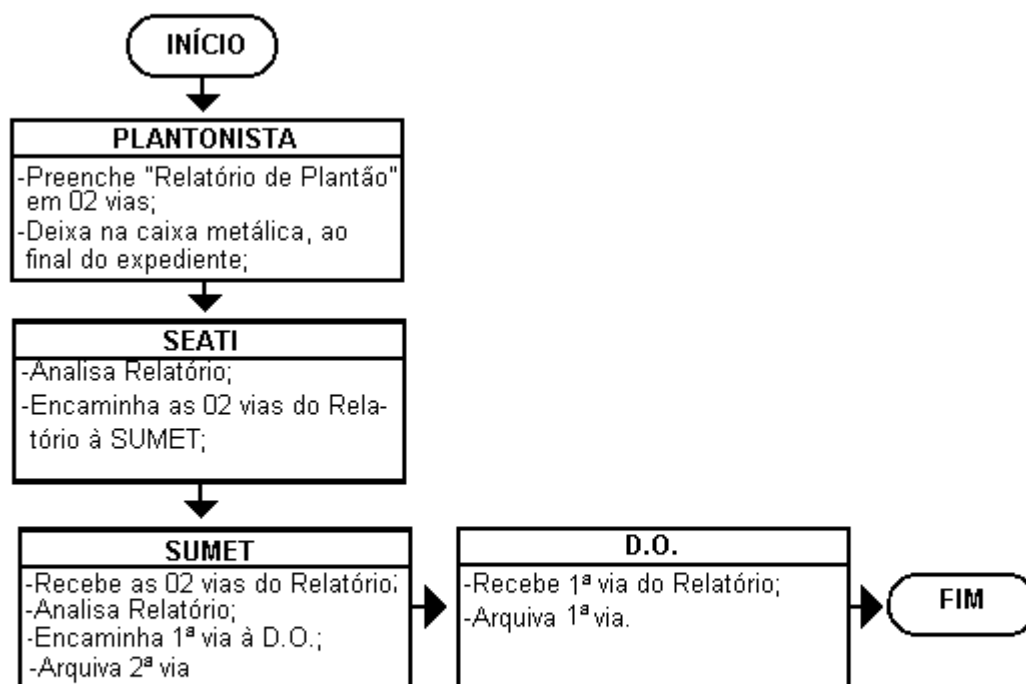 INÍCIO
PLANTONISTA
-Preenche "Relatório de Plantão"
em 02 vias;
-Deixa na caixa metálica, ao
final do expediente;
SEATI
-Analisa Relatório;
-Encaminha as 02 vias do Rela-
tório à SUMET;
SUMET
-Recebe as 02 vias do Relatório;
-Analisa Relatório;
-Encaminha 1ª via à D.O.;
-Arquiva 2ª via
D.O.
-Recebe 1ª via do Relatório;
-Arquiva 1ª via.
FIM